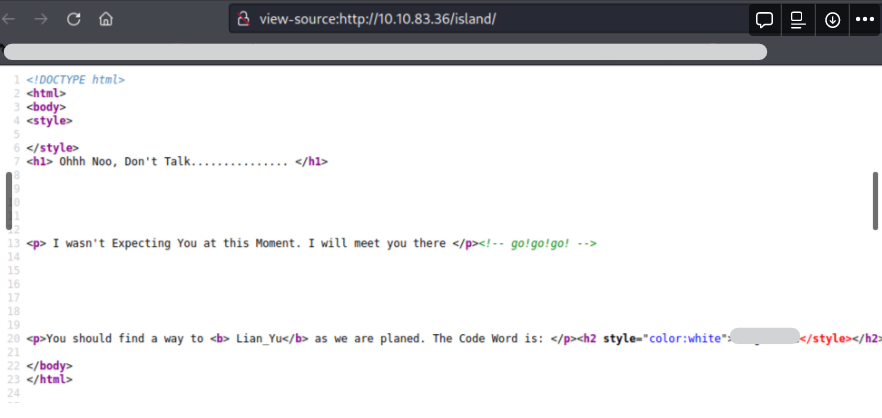 view-source:http://10.10.83.36/island/
1 <!DOCTYPE html>
2 <html>
3 <body>
4 <style>
5
6 </style>
7 <h1> Ohhh Noo, Don't Talk............... </h1>
8
9
10
11
12
13 <p> I wasn't Expecting You at this Moment. I will meet you there </p><!-- go!go!go! -->
14
15
16
17
18
19
20 <p>You should find a way to <b> Lian_Yu</b> as we are planed. The Code Word is: </p><h2 style="color:white"> </style></h2>
21
22 </body>
23 </html>
24